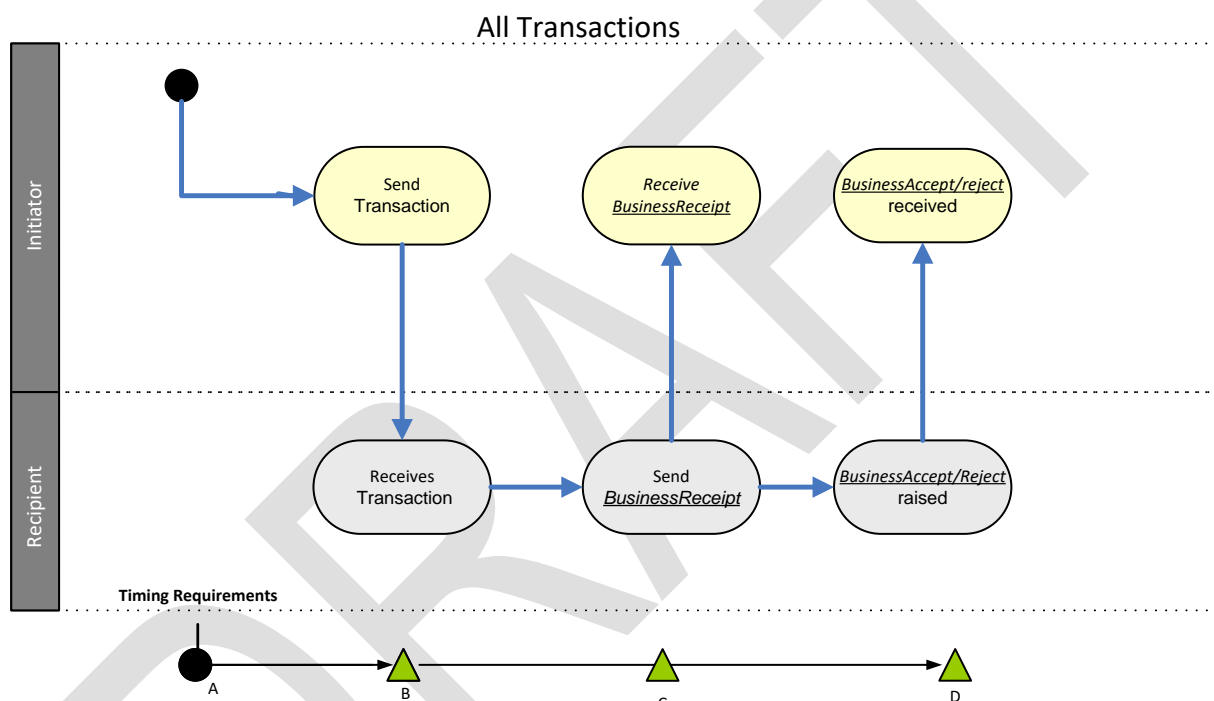 All Transactions
Initiator
Send
Transaction
Receive
BusinessReceipt
BusinessAccept/reject
received
Recipient
Receives
Transaction
Send
BusinessReceipt
BusinessAccept/Reject
raised
Timing Requirements
A
B
D
DRAFT